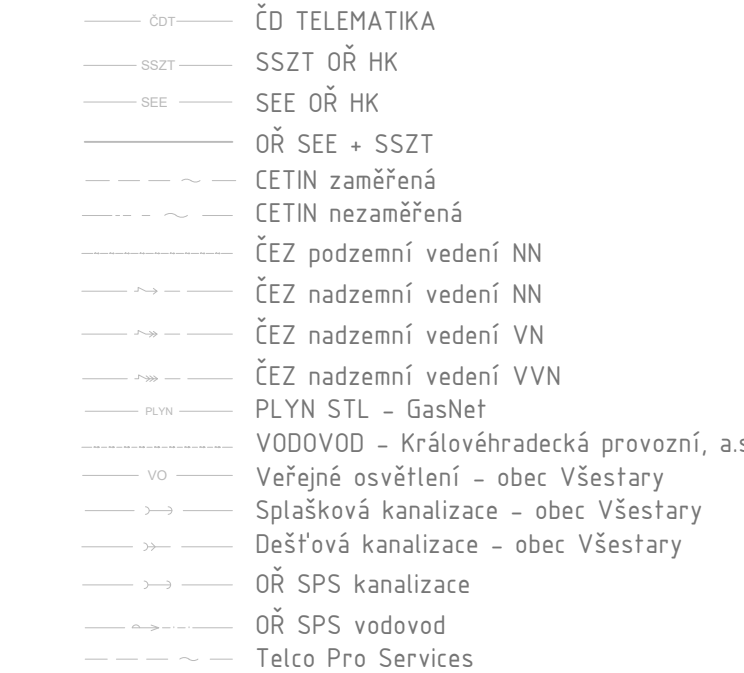 ČDT ČD TELEMATIKA
SSZT SSZT OŘ HK
SEE SEE OŘ HK
OŘ SEE + SSZT
CETIN zaměřená
CETIN nezaměřená
ČEZ podzemní vedení NN
ČEZ nadzemní vedení NN
ČEZ nadzemní vedení VN
ČEZ nadzemní vedení VVN
PLYN PLYN STL - GasNet
VODOVOD - Královéhradecká provozní, a.s
VO Veřejné osvětlení - obec Všestary
Splašková kanalizace - obec Všestary
Dešťová kanalizace - obec Všestary
OŘ SPS kanalizace
OŘ SPS vodovod
Telco Pro Services